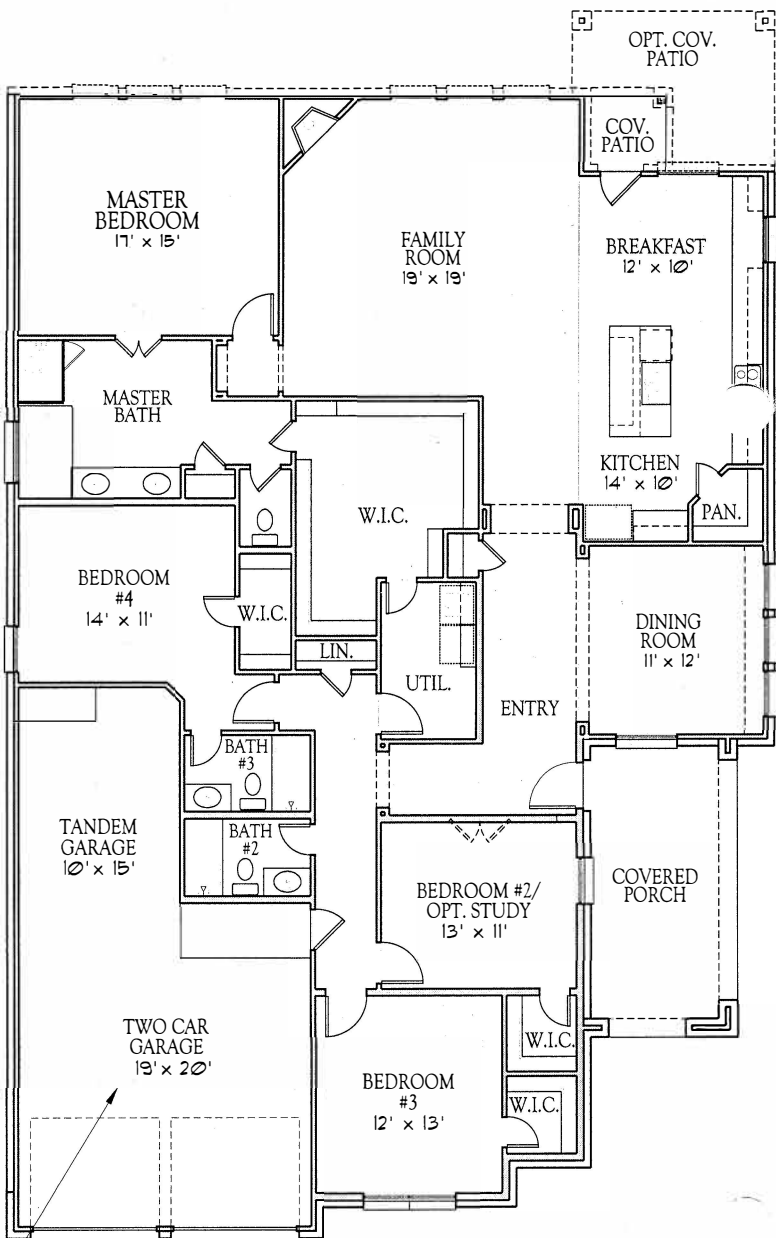 OPT. COV.
PATIO
COV.
PATIO
MASTER
BEDROOM
17' x 15'
FAMILY
ROOM
19' x 19'
BREAKFAST
12' x 10'
MASTER
BATH
KITCHEN
14' x 10'
PAN.
W.I.C.
BEDROOM
#4
14' x 11'
W.I.C.
LIN.
UTIL.
ENTRY
DINING
ROOM
11' x 12'
BATH
#3
BATH
#2
TANDEM
GARAGE
10' x 15'
BEDROOM #2/
OPT. STUDY
13' x 11'
COVERED
PORCH
TWO CAR
GARAGE
19' x 20'
W.I.C.
BEDROOM
#3
12' x 13'
W.I.C.